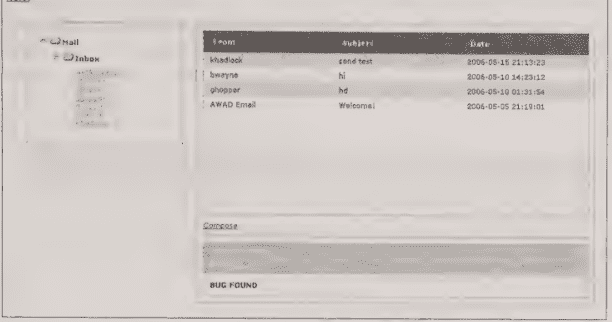 Mail
Inbox
From Subject Date
khadlock send test 2006-05-15 21:13:23
bwayne hi 2006-05-10 14:23:12
ghopper hd 2006-05-10 01:31:54
AWAD Email Welcome! 2006-05-05 21:19:01
Compose
BUG FOUND